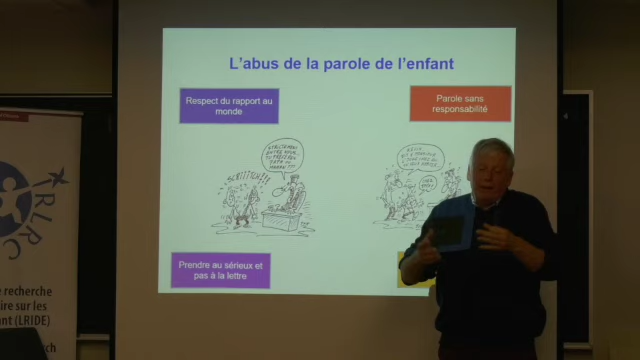 L'abus de la parole de l'enfant
Respect du rapport au
monde
Parole sans
responsabilité
Prendre au sérieux et
pas à la lettre
RLRC
e recherche
ire sur les
nt (LRIDE)
rch